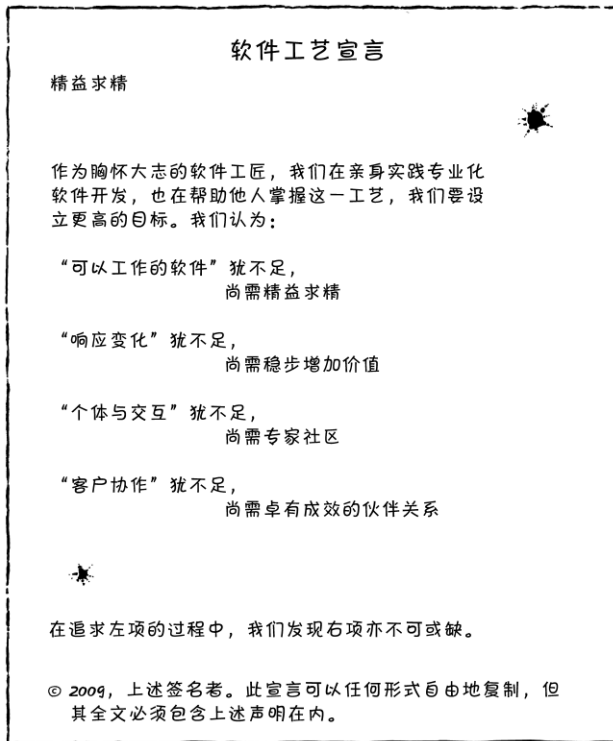 软件工艺宣言
精益求精
作为胸怀大志的软件工匠，我们在亲身实践专业化
软件开发，也在帮助他人掌握这一工艺，我们要设
立更高的目标。我们认为：
“可以工作的软件”犹不足，
尚需精益求精
“响应变化”犹不足，
尚需稳步增加价值
“个体与交互”犹不足，
尚需专家社区
“客户协作”犹不足，
尚需卓有成效的伙伴关系
在追求左项的过程中，我们发现右项亦不可或缺。
© 2009，上述签名者。此宣言可以任何形式自由地复制，但
其全文必须包含上述声明在内。